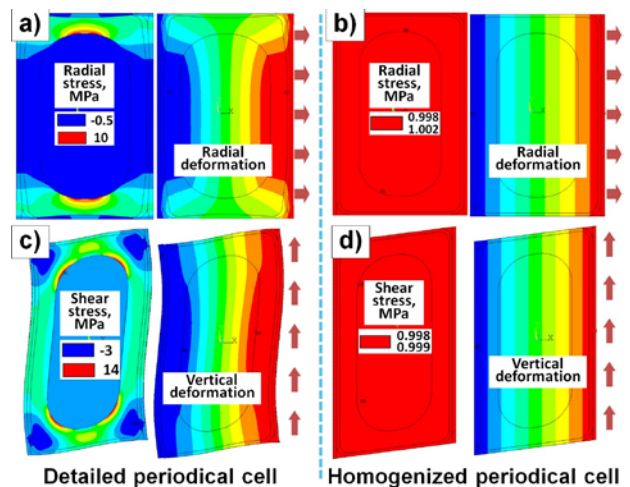 a)
Radial
stress,
MPa
-0.5
10
Radial
deformation
X
b)
Radial
stress,
MPa
0.998
1.002
Radial
deformation
c)
Shear
stress,
MPa
-3
14
Vertical
deformation
X
d)
Shear
stress,
MPa
0.998
0.999
Vertical
deformation
X
Detailed periodical cell
Homogenized periodical cell